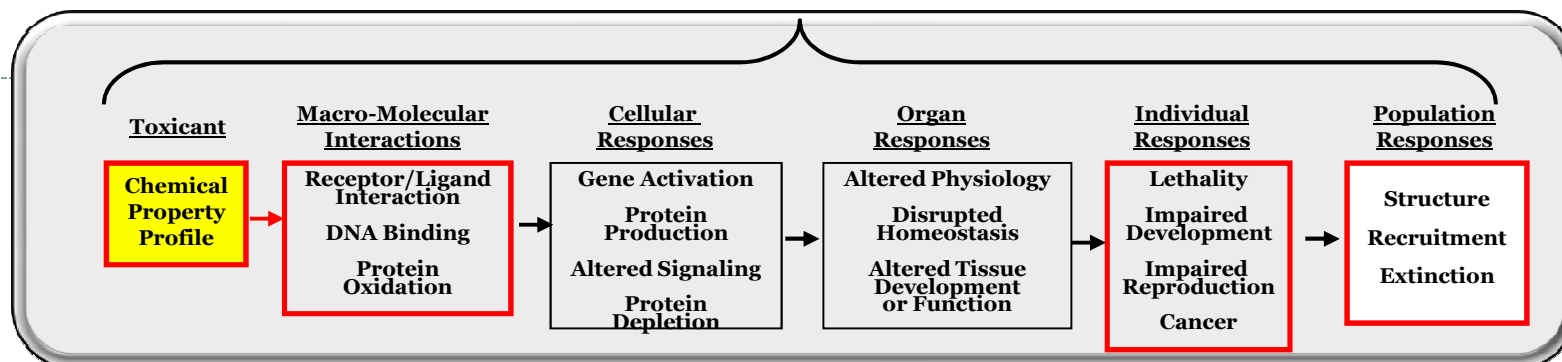 Toxicant
Chemical
Property
Profile
Macro-Molecular
Interactions
Receptor/Ligand
Interaction
DNA Binding
Protein
Oxidation
Cellular
Responses
Gene Activation
Protein
Production
Altered Signaling
Protein
Depletion
Organ
Responses
Altered Physiology
Disrupted
Homeostasis
Altered Tissue
Development
or Function
Individual
Responses
Lethality
Impaired
Development
Impaired
Reproduction
Cancer
Population
Responses
Structure
Recruitment
Extinction